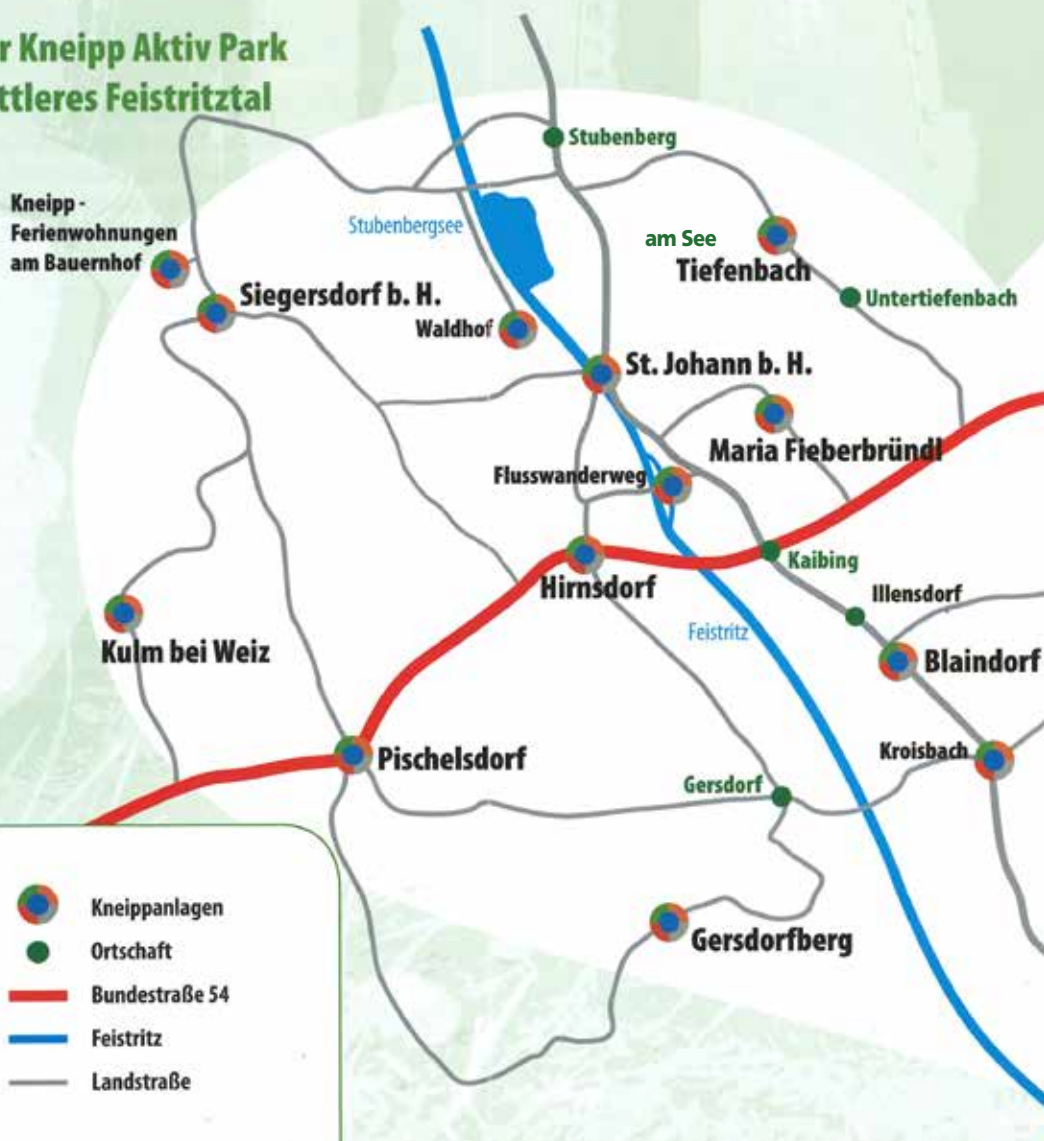 r Kneipp Aktiv Park
ttleres Feistritztal
Stubenberg
Kneipp -
Ferienwohnungen
am Bauernhof
Stubenbergsee
am See
Tiefenbach
Siegersdorf b. H.
Untertiefenbach
Waldhof
St. Johann b. H.
Maria Fieberbründl
Flusswanderweg
Kaibing
Hirnsdorf
Illensdorf
Feistritz
Kulm bei Weiz
Blaindorf
Pischelsdorf
Kroisbach
Gersdorf
Gersdorfberg
Kneippanlagen
Ortschaft
Bundestraße 54
Feistritz
Landstraße